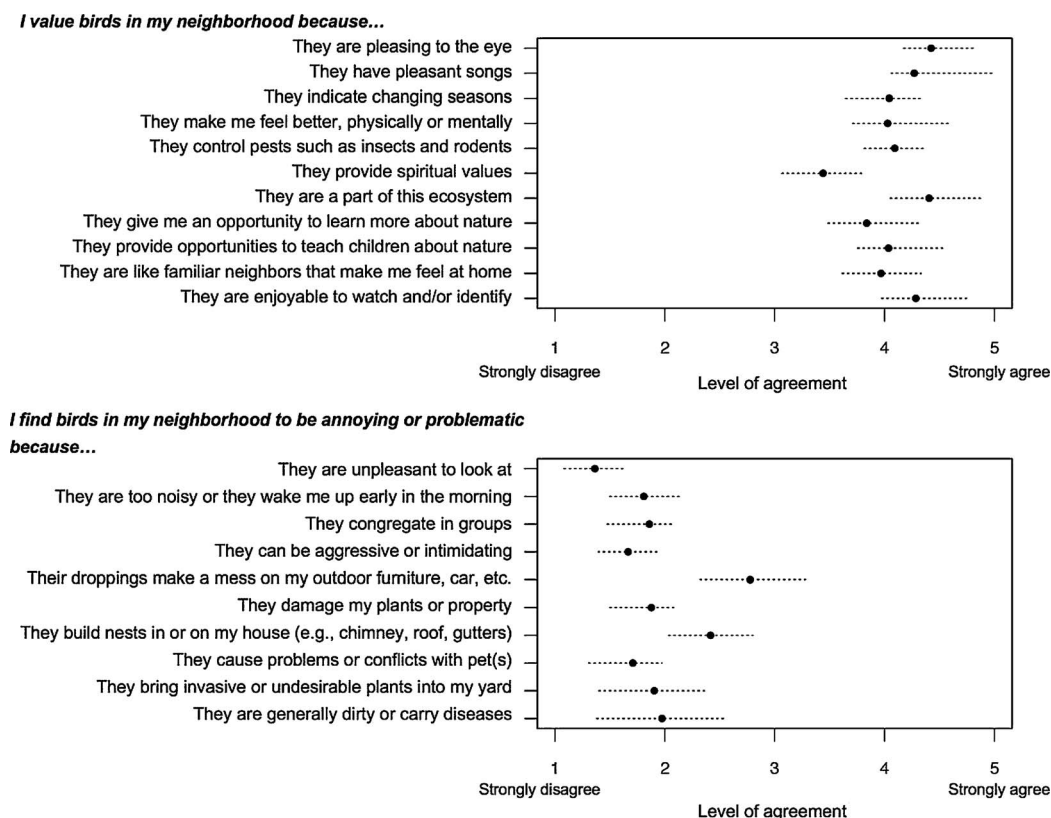 I value birds in my neighborhood because…
They are pleasing to the eye
They have pleasant songs
They indicate changing seasons
They make me feel better, physically or mentally
They control pests such as insects and rodents
They provide spiritual values
They are a part of this ecosystem
They give me an opportunity to learn more about nature
They provide opportunities to teach children about nature
They are like familiar neighbors that make me feel at home
They are enjoyable to watch and/or identify
1 2 3 4 5
Strongly disagree Strongly agree
Level of agreement
I find birds in my neighborhood to be annoying or problematic
because…
They are unpleasant to look at
They are too noisy or they wake me up early in the morning
They congregate in groups
They can be aggressive or intimidating
Their droppings make a mess on my outdoor furniture, car, etc.
They damage my plants or property
They build nests in or on my house (e.g., chimney, roof, gutters)
They cause problems or conflicts with pet(s)
They bring invasive or undesirable plants into my yard
They are generally dirty or carry diseases
1 2 3 4 5
Strongly disagree Strongly agree
Level of agreement